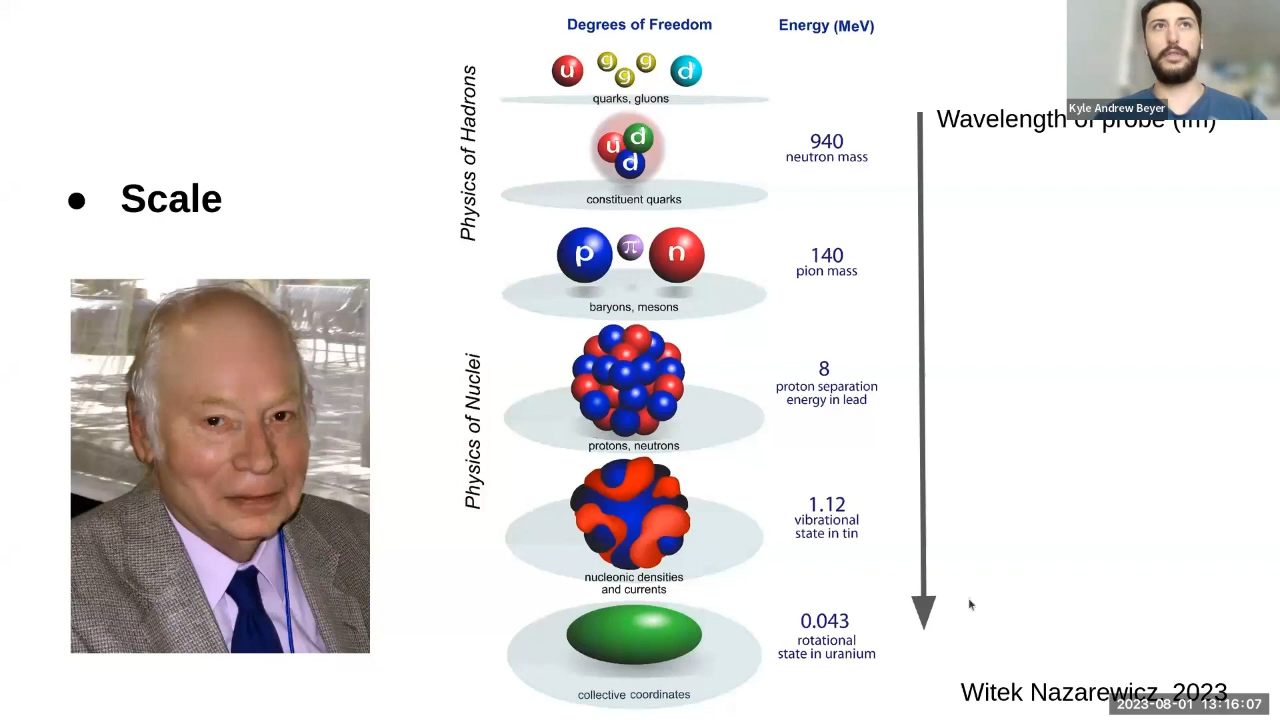 Degrees of Freedom
Energy (MeV)
u g g g d
quarks, gluons
Kyle Andrew Beyer
Wavelength of probe (fm)
Physics of Hadrons
u d d
940
neutron mass
constituent quarks
● Scale
p π n
140
pion mass
baryons, mesons
Physics of Nuclei
8
proton separation
energy in lead
protons, neutrons
1.12
vibrational
state in tin
nucleonic densities
and currents
0.043
rotational
state in uranium
collective coordinates
Witek Nazarewicz, 2023
2023-08-01 13:16:07